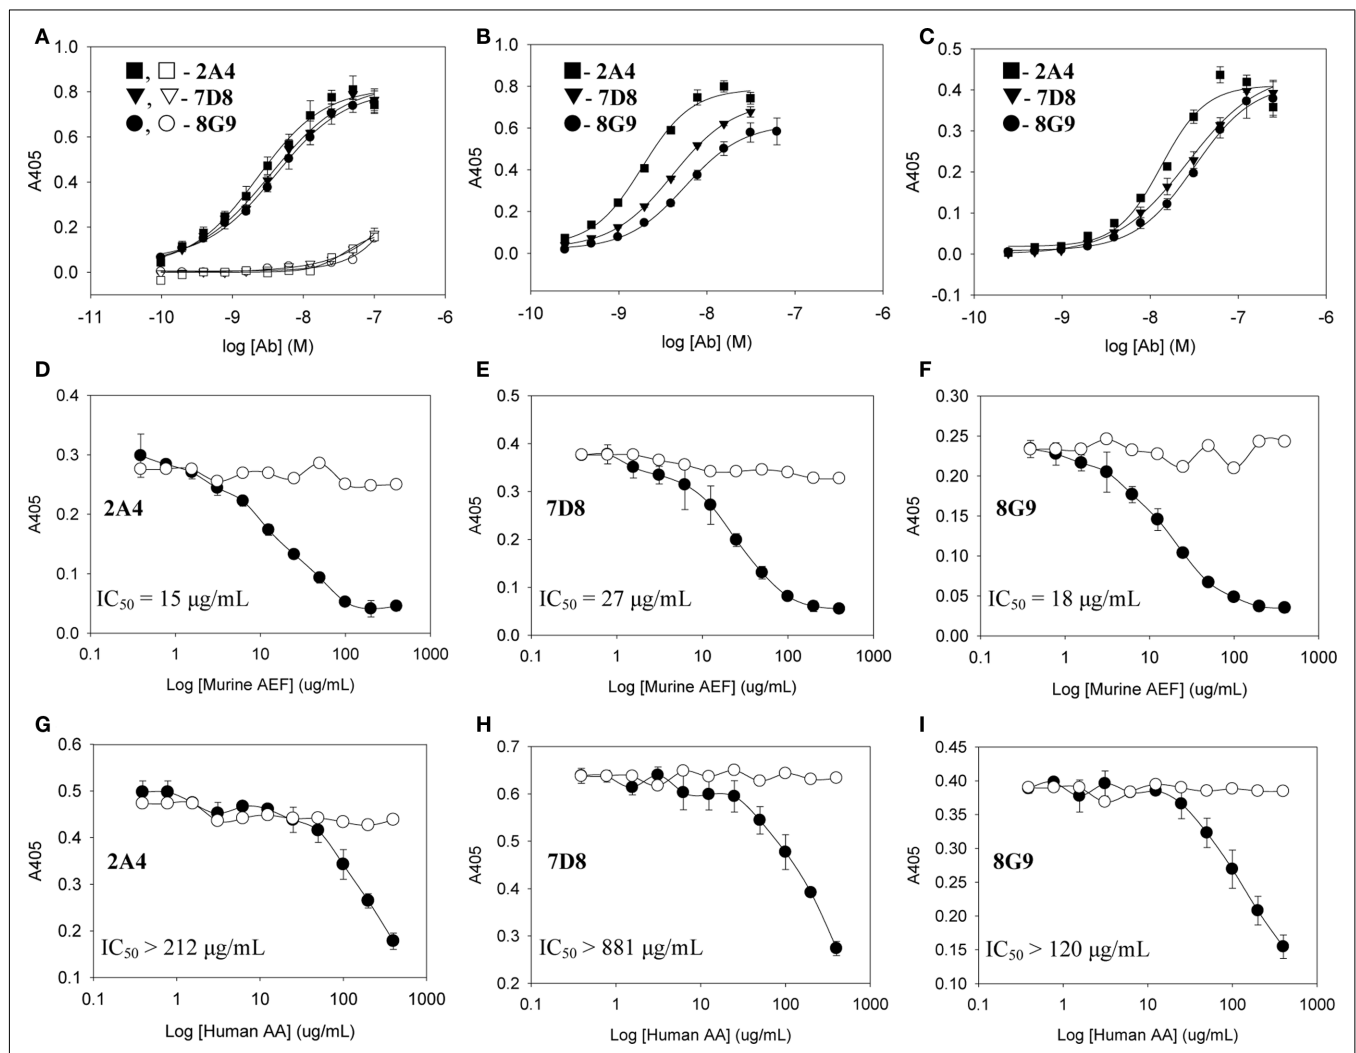 A
1.0
0.8
0.6
0.4
0.2
0.0
A405
, - 2A4
, - 7D8
, - 8G9
-11 -10 -9 -8 -7 -6
log [Ab] (M)
B
1.0
0.8
0.6
0.4
0.2
0.0
A405
- 2A4
- 7D8
- 8G9
-10 -9 -8 -7 -6
log [Ab] (M)
C
0.5
0.4
0.3
0.2
0.1
0.0
-0.1
A405
- 2A4
- 7D8
- 8G9
-10 -9 -8 -7 -6
log [Ab] (M)
D
0.4
0.3
0.2
0.1
0.0
A405
2A4
IC50 = 15 μg/mL
0.1 1 10 100 1000
Log [Murine AEF] (ug/mL)
E
0.5
0.4
0.3
0.2
0.1
0.0
A405
7D8
IC50 = 27 μg/mL
0.1 1 10 100 1000
Log [Murine AEF] (ug/mL)
F
0.30
0.25
0.20
0.15
0.10
0.05
0.00
A405
8G9
IC50 = 18 μg/mL
0.1 1 10 100 1000
Log [Murine AEF] (ug/mL)
G
0.6
0.5
0.4
0.3
0.2
0.1
A405
2A4
IC50 > 212 μg/mL
0.1 1 10 100 1000
Log [Human AA] (ug/mL)
H
0.7
0.6
0.5
0.4
0.3
0.2
A405
7D8
IC50 > 881 μg/mL
0.1 1 10 100 1000
Log [Human AA] (ug/mL)
I
0.45
0.40
0.35
0.30
0.25
0.20
0.15
0.10
A405
8G9
IC50 > 120 μg/mL
0.1 1 10 100 1000
Log [Human AA] (ug/mL)